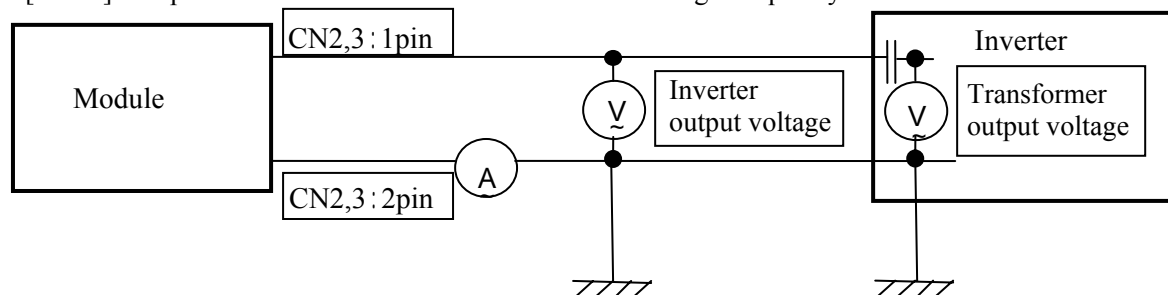 CN2,3 : 1pin
Inverter
Module
Inverter
output voltage
Transformer
output voltage
V
~
V
~
A
CN2,3 : 2pin